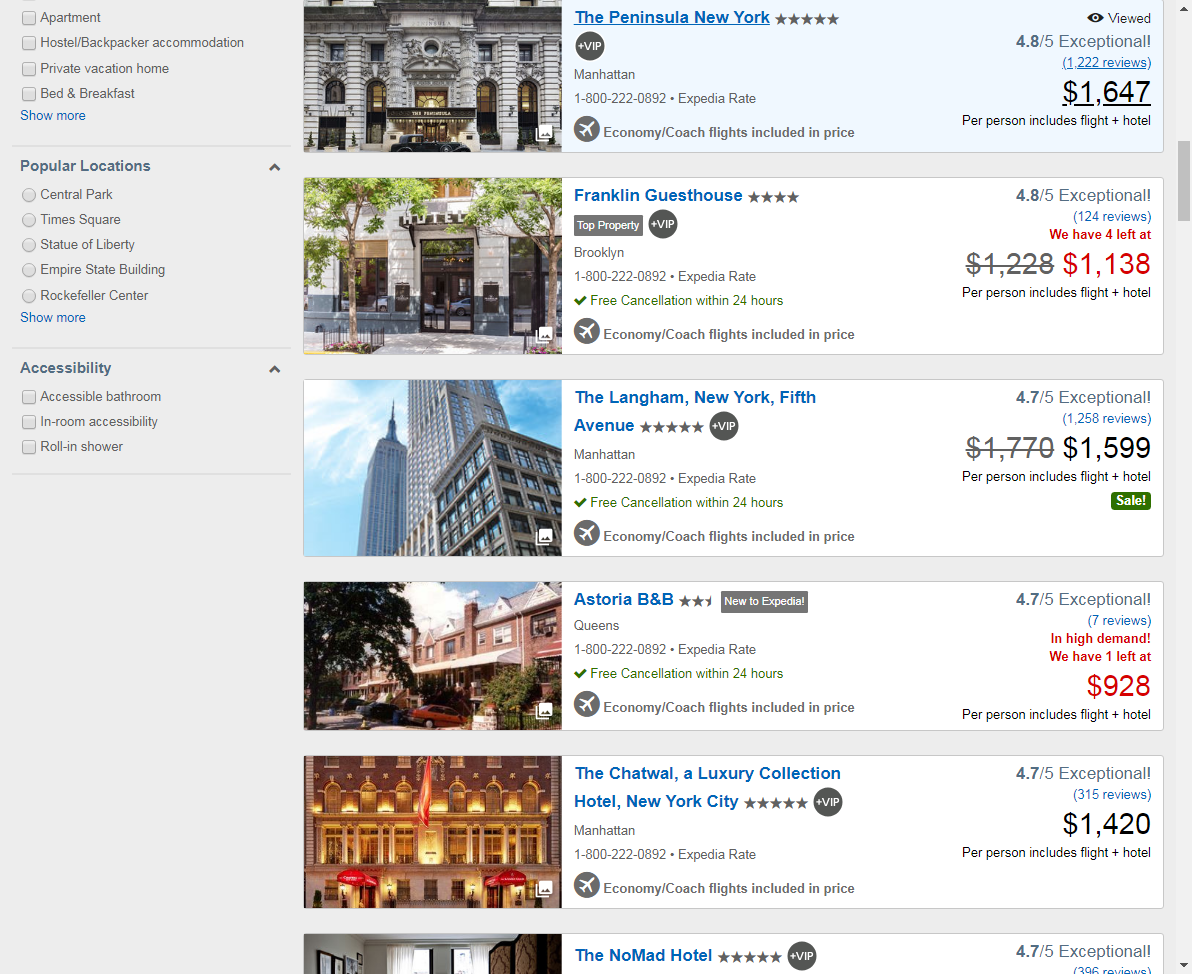 Apartment
Hostel/Backpacker accommodation
Private vacation home
Bed & Breakfast
Show more
Popular Locations
Central Park
Times Square
Statue of Liberty
Empire State Building
Rockefeller Center
Show more
Accessibility
Accessible bathroom
In-room accessibility
Roll-in shower
THE PENINSULA
The Peninsula New York
+VIP
Manhattan
1-800-222-0892 • Expedia Rate
Economy/Coach flights included in price
Viewed
4.8/5 Exceptional!
(1,222 reviews)
$1,647
Per person includes flight + hotel
HOTEL
Franklin Guesthouse
Top Property +VIP
Brooklyn
1-800-222-0892 • Expedia Rate
Free Cancellation within 24 hours
Economy/Coach flights included in price
4.8/5 Exceptional!
(124 reviews)
We have 4 left at
$1,228 $1,138
Per person includes flight + hotel
The Langham, New York, Fifth
Avenue +VIP
Manhattan
1-800-222-0892 • Expedia Rate
Free Cancellation within 24 hours
Economy/Coach flights included in price
4.7/5 Exceptional!
(1,258 reviews)
$1,770 $1,599
Per person includes flight + hotel
Sale!
Astoria B&B New to Expedia!
Queens
1-800-222-0892 • Expedia Rate
Free Cancellation within 24 hours
Economy/Coach flights included in price
4.7/5 Exceptional!
(7 reviews)
In high demand!
We have 1 left at
$928
Per person includes flight + hotel
The Chatwal, a Luxury Collection
Hotel, New York City +VIP
Manhattan
1-800-222-0892 • Expedia Rate
Economy/Coach flights included in price
4.7/5 Exceptional!
(315 reviews)
$1,420
Per person includes flight + hotel
The NoMad Hotel +VIP
4.7/5 Exceptional!
(396 reviews)